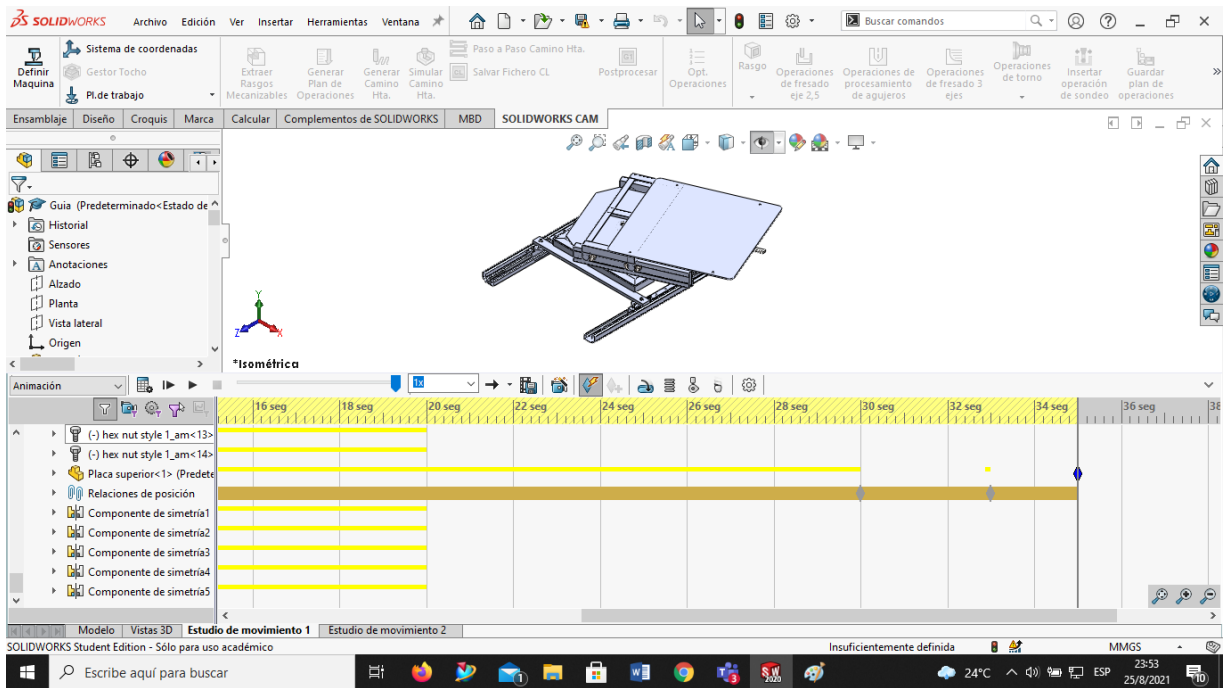 SOLIDWORKS Archivo Edición Ver Insertar Herramientas Ventana Buscar comandos
Definir Maquina
Sistema de coordenadas
Gestor Tocho
Pl.de trabajo
Extraer Rasgos Mecanizables
Generar Plan de Operaciones
Generar Camino Hta.
Simular Camino Hta.
Paso a Paso Camino Hta.
Salvar Fichero CL
Postprocesar
Opt. Operaciones
Rasgo
Operaciones de fresado eje 2,5
Operaciones de procesamiento de agujeros
Operaciones de fresado 3 ejes
Operaciones de torno
Insertar operación de sondeo
Guardar plan de operaciones
Ensamblaje Diseño Croquis Marca Calcular Complementos de SOLIDWORKS MBD SOLIDWORKS CAM
Guia (Predeterminado<Estado de
Historial
Sensores
Anotaciones
Alzado
Planta
Vista lateral
Origen
Y
Z X
*Isométrica
Animación 1x
16 seg 18 seg 20 seg 22 seg 24 seg 26 seg 28 seg 30 seg 32 seg 34 seg 36 seg 38
(-) hex nut style 1_am<13>
(-) hex nut style 1_am<14>
Placa superior<1> (Predete
Relaciones de posición
Componente de simetría1
Componente de simetría2
Componente de simetría3
Componente de simetría4
Componente de simetría5
Modelo Vistas 3D Estudio de movimiento 1 Estudio de movimiento 2
SOLIDWORKS Student Edition - Sólo para uso académico Insuficientemente definida MMGS
Escribe aquí para buscar 24°C ESP 23:53
25/8/2021